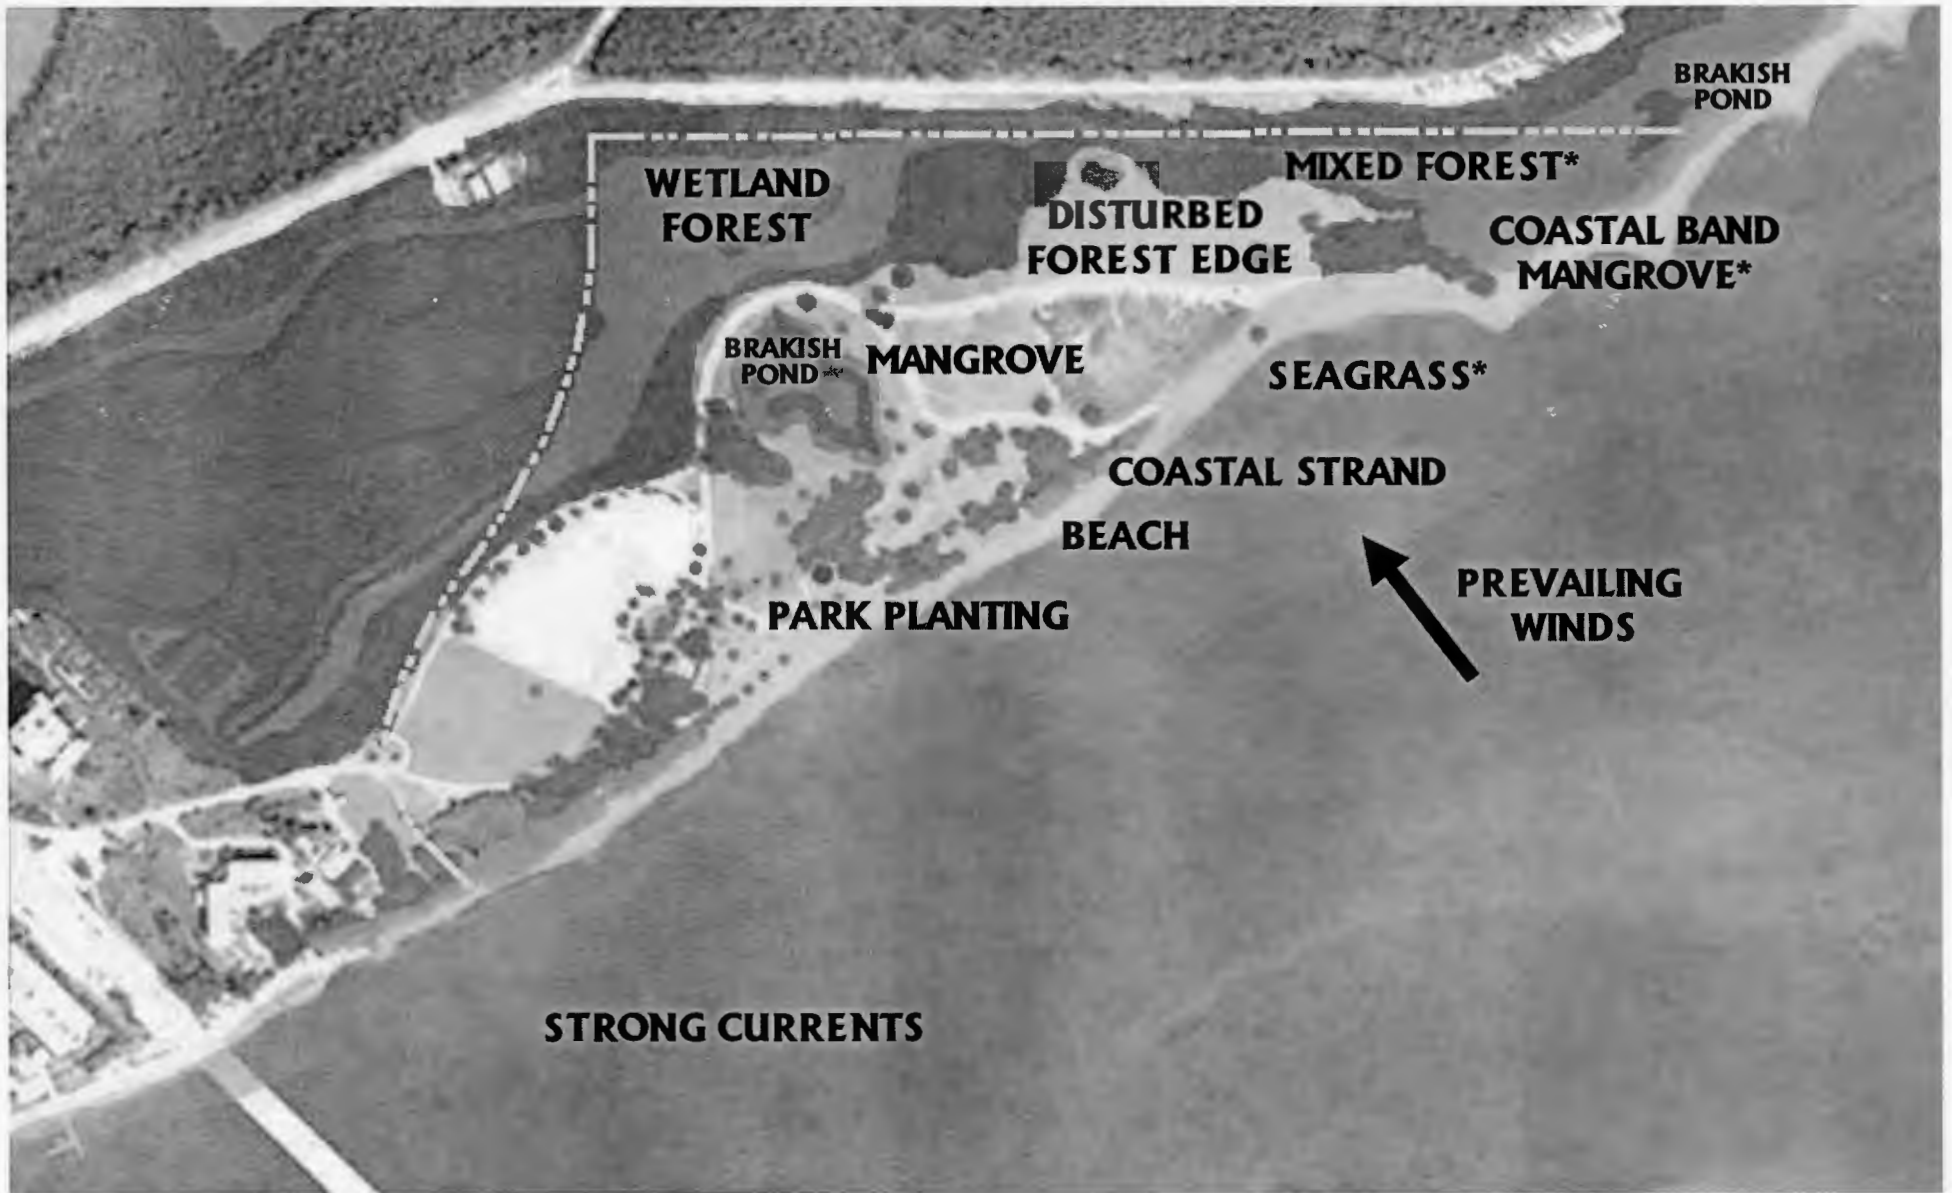 BRAKISH
POND
WETLAND
FOREST
MIXED FOREST*
DISTURBED
FOREST EDGE
COASTAL BAND
MANGROVE*
BRAKISH
POND*
MANGROVE
SEAGRASS*
COASTAL STRAND
BEACH
PREVAILING
WINDS
PARK PLANTING
STRONG CURRENTS